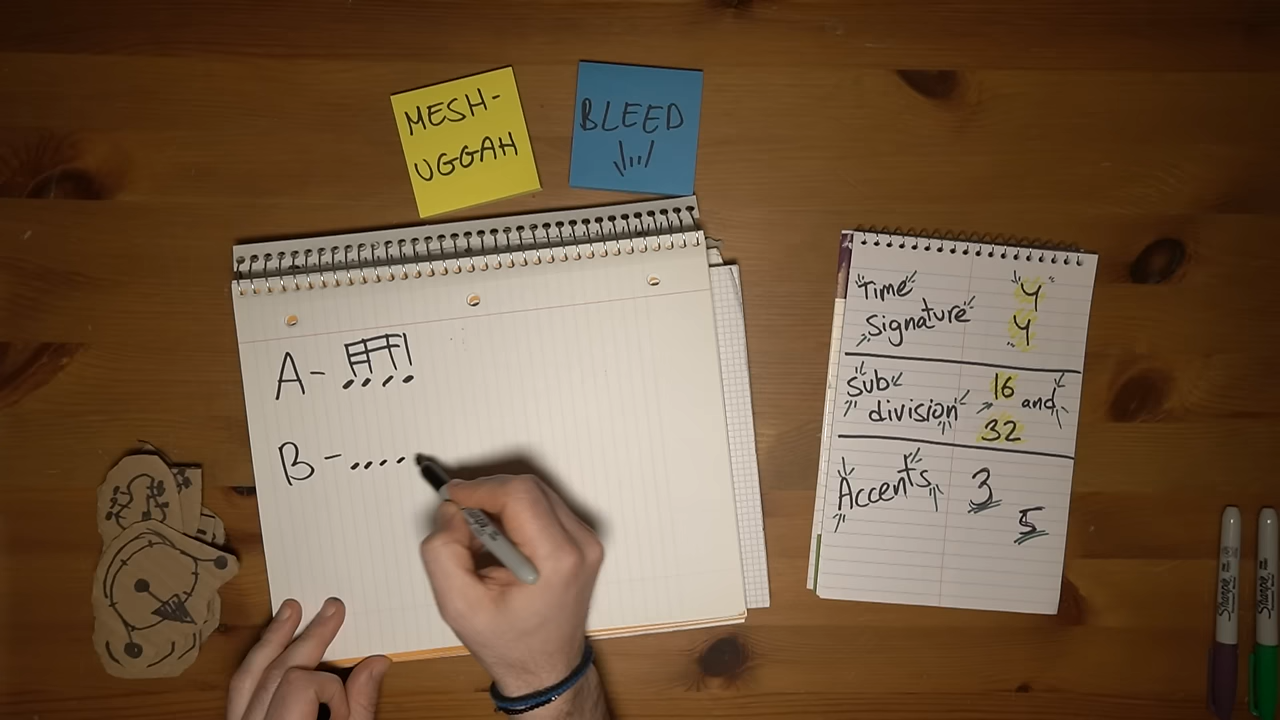 MESH-
UGGAH
BLEED
A-
B-
Time
Signature
4
4
Sub
division
16 and
32
Accents
3
5
Sharpie
Sharpie